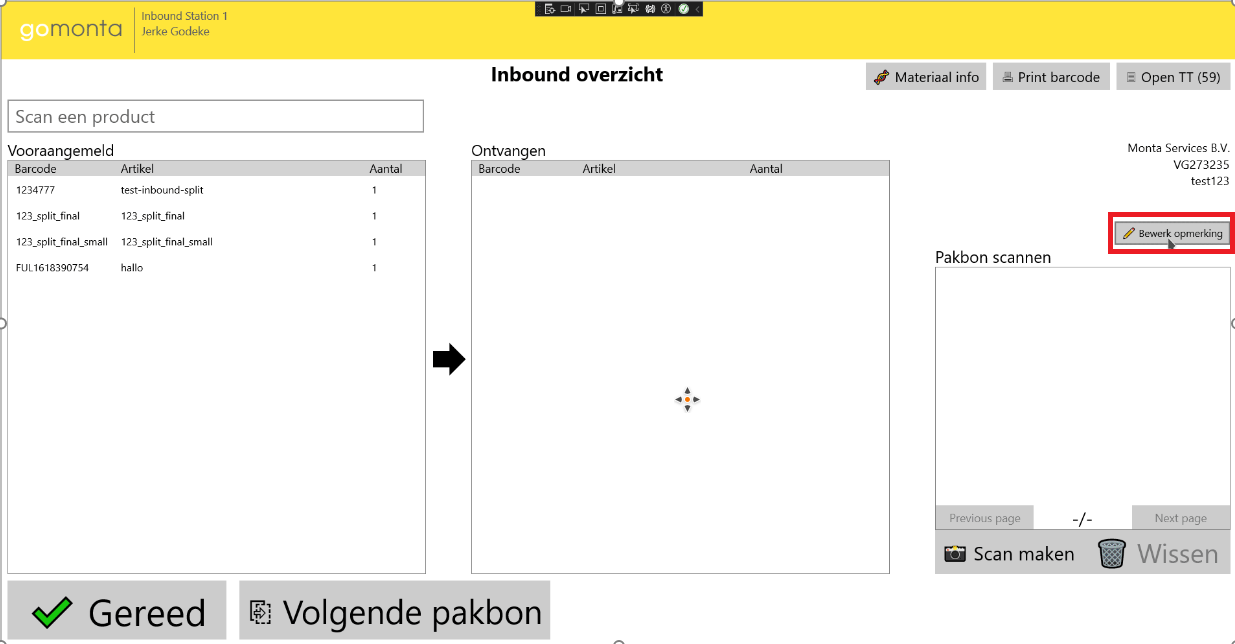 gomonta
Inbound Station 1
Jerke Godeke
Inbound overzicht
Materiaal info
Print barcode
Open TT (59)
Scan een product
Vooraangemeld
Barcode Artikel Aantal
1234777 test-inbound-split 1
123_split_final 123_split_final 1
123_split_final_small 123_split_final_small 1
FUL1618390754 hallo 1
Ontvangen
Barcode Artikel Aantal
Monta Services B.V.
VG273235
test123
Bewerk opmerking
Pakbon scannen
Previous page -/- Next page
Scan maken Wissen
Gereed Volgende pakbon